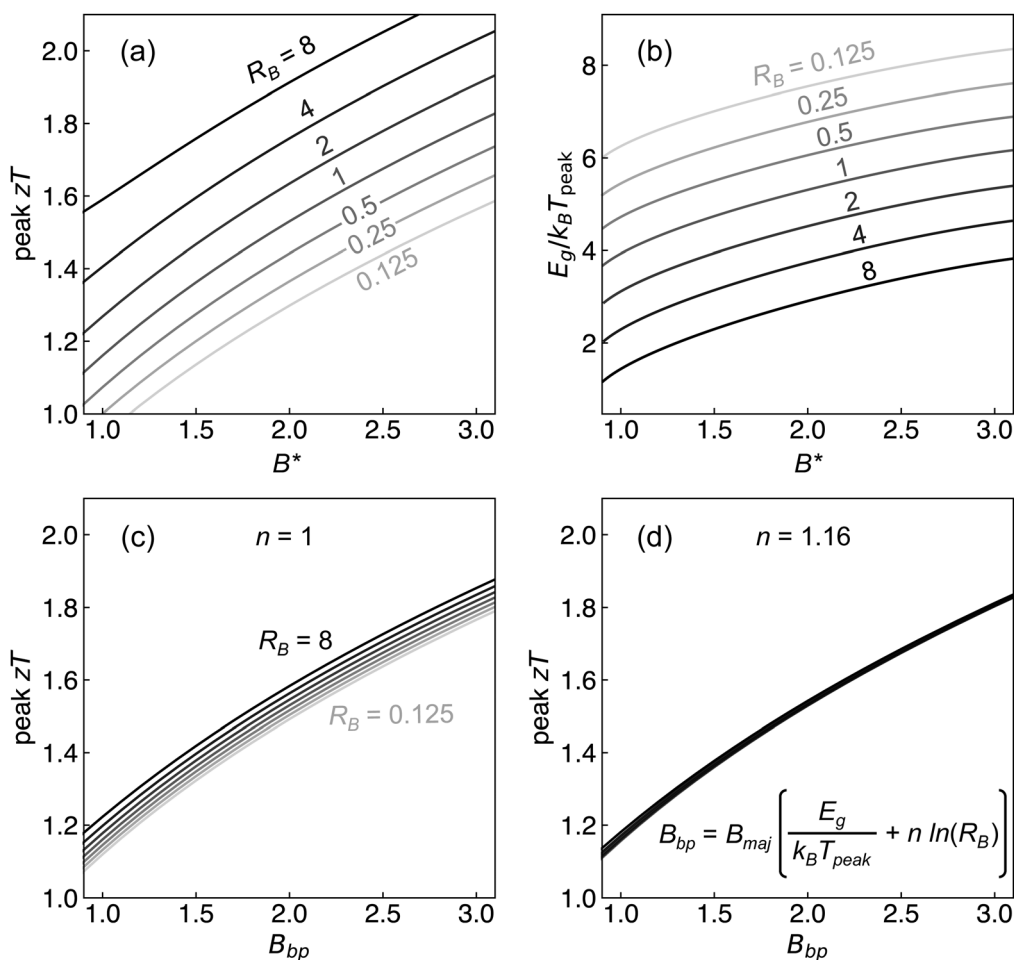 (a)
R_B = 8
4
2
1
0.5
0.25
0.125
peak zT
2.0
1.8
1.6
1.4
1.2
1.0
1.0 1.5 2.0 2.5 3.0
B*
(b)
R_B = 0.125
0.25
0.5
1
2
4
8
E_g/k_BT_peak
8
6
4
2
1.0 1.5 2.0 2.5 3.0
B*
(c)
n = 1
R_B = 8
R_B = 0.125
peak zT
2.0
1.8
1.6
1.4
1.2
1.0
1.0 1.5 2.0 2.5 3.0
B_bp
(d)
n = 1.16
B_bp = B_maj (E_g / k_BT_peak + n ln(R_B))
peak zT
2.0
1.8
1.6
1.4
1.2
1.0
1.0 1.5 2.0 2.5 3.0
B_bp